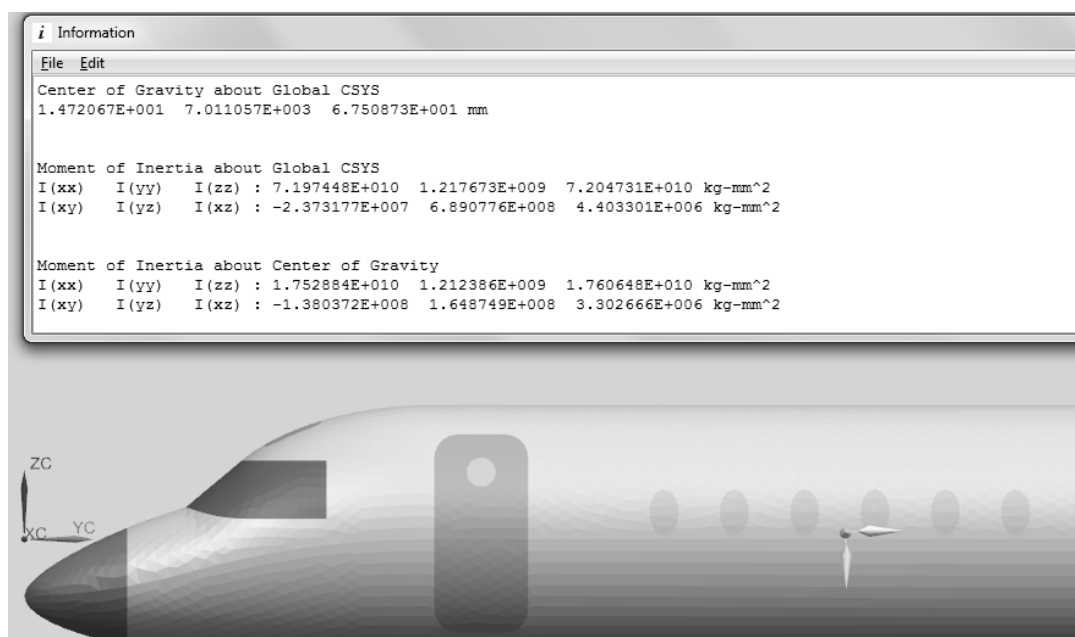 i Information
File Edit
Center of Gravity about Global CSYS
1.472067E+001 7.011057E+003 6.750873E+001 mm
Moment of Inertia about Global CSYS
I(xx) I(yy) I(zz) : 7.197448E+010 1.217673E+009 7.204731E+010 kg-mm^2
I(xy) I(yz) I(xz) : -2.373177E+007 6.890776E+008 4.403301E+006 kg-mm^2
Moment of Inertia about Center of Gravity
I(xx) I(yy) I(zz) : 1.752884E+010 1.212386E+009 1.760648E+010 kg-mm^2
I(xy) I(yz) I(xz) : -1.380372E+008 1.648749E+008 3.302666E+006 kg-mm^2
ZC
XC YC